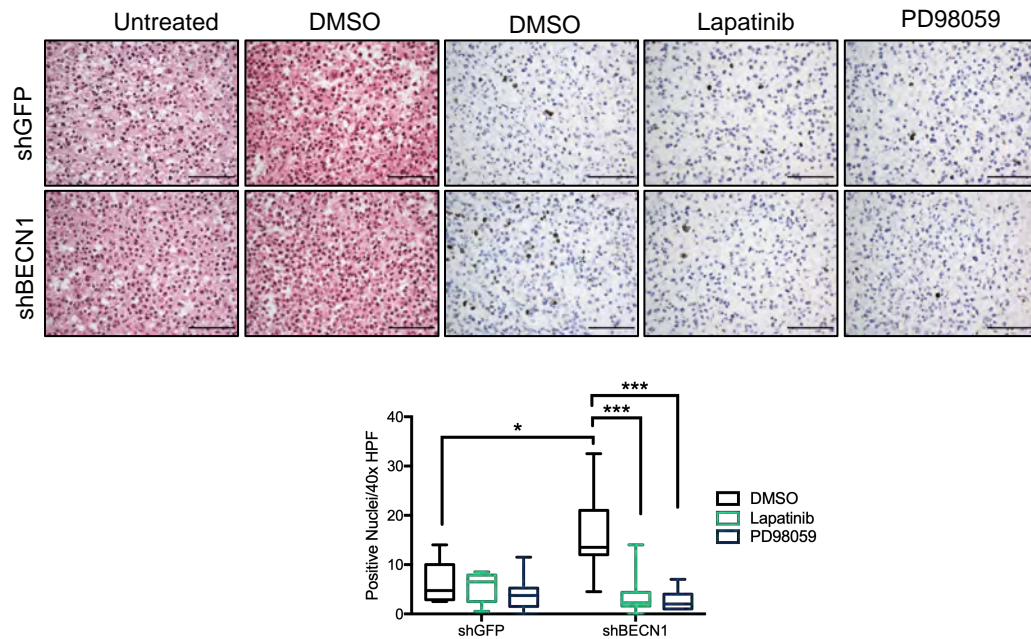 Untreated DMSO DMSO Lapatinib PD98059
shGFP
shBECN1
***
***
*
40
30
20
10
0
Positive Nuclei/40x HPF
DMSO
Lapatinib
PD98059
shGFP shBECN1